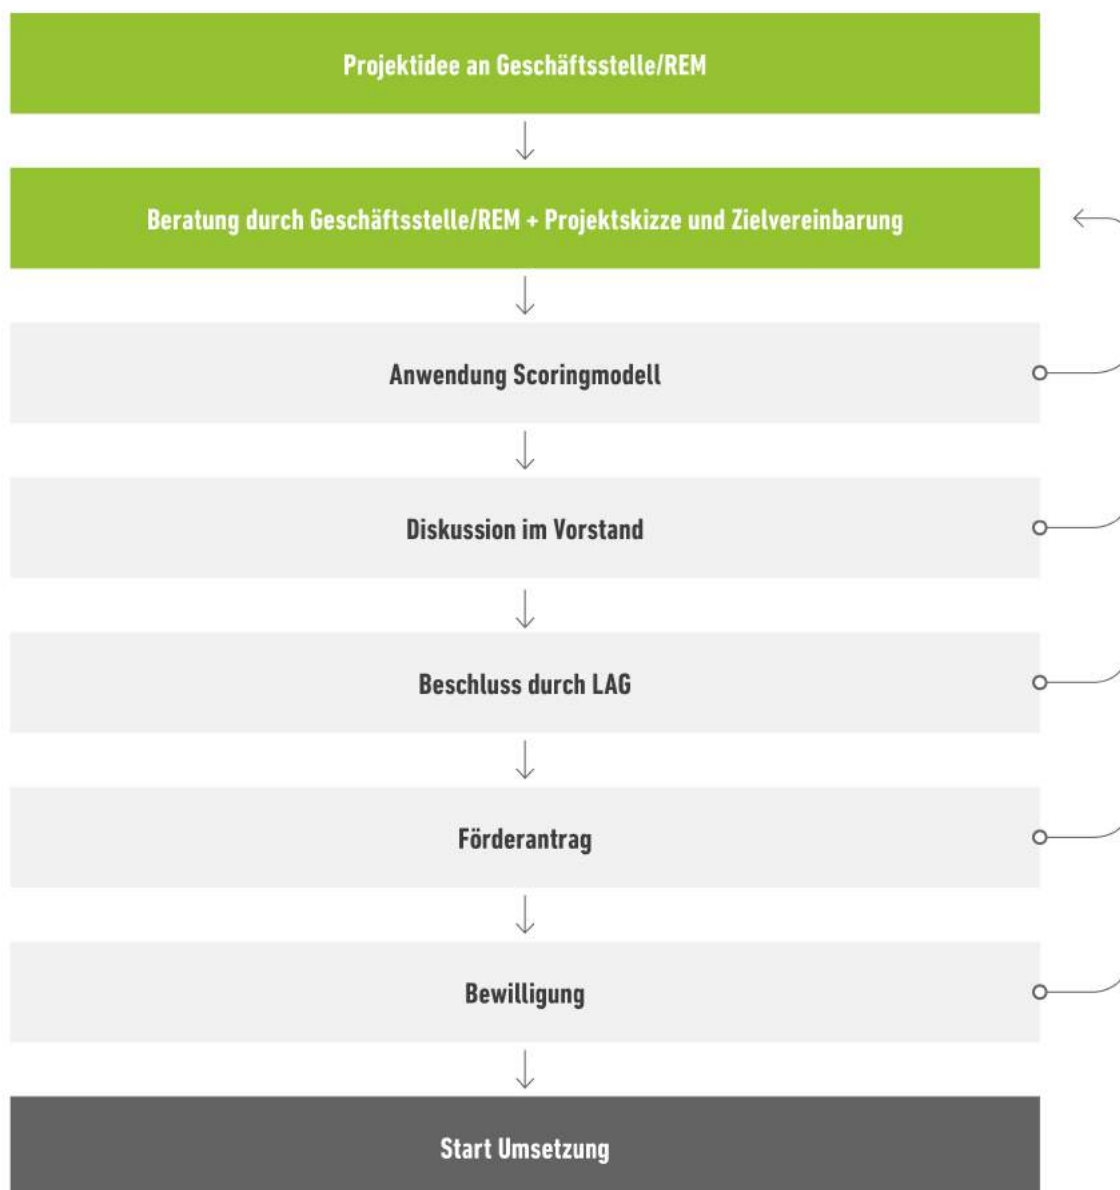 Projektidee an Geschäftsstelle/REM
Beratung durch Geschäftsstelle/REM + Projektskizze und Zielvereinbarung
Anwendung Scoringmodell
Diskussion im Vorstand
Beschluss durch LAG
Förderantrag
Bewilligung
Start Umsetzung